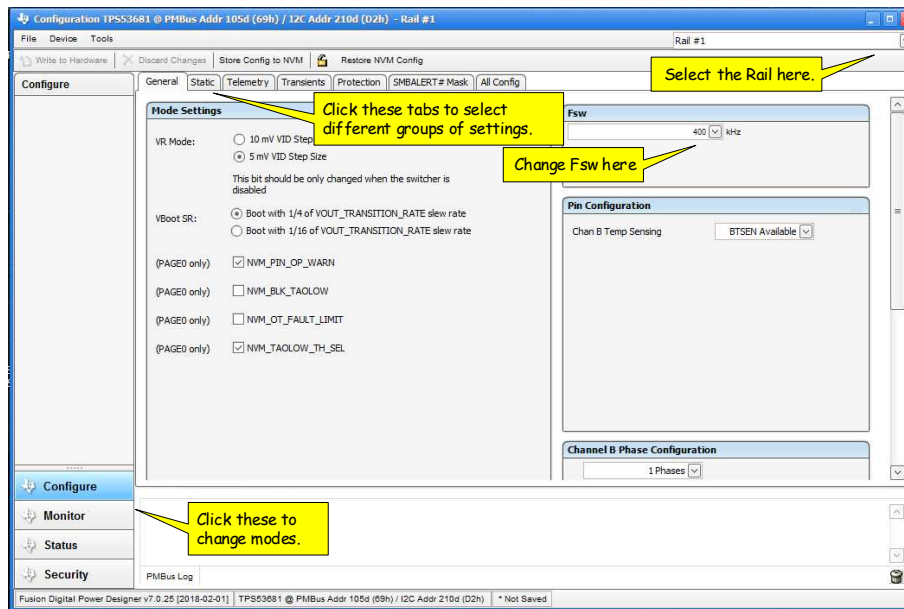 Configuration TPS53681 @ PMBus Addr 105d (69h) / I2C Addr 210d (D2h) - Rail #1
File Device Tools
Rail #1
Write to Hardware
Discard Changes
Store Config to NVM
Restore NVM Config
Select the Rail here.
Configure
General Static Telemetry Transients Protection SMBALERT# Mask All Config
Click these tabs to select
different groups of settings.
Mode Settings
VR Mode:
10 mV VID Step
5 mV VID Step Size
This bit should be only changed when the switcher is
disabled
VBoot SR:
Boot with 1/4 of VOUT_TRANSITION_RATE slew rate
Boot with 1/16 of VOUT_TRANSITION_RATE slew rate
(PAGE0 only) NVM_PIN_OP_WARN
(PAGE0 only) NVM_BLK_TAOLOW
(PAGE0 only) NVM_OT_FAULT_LIMIT
(PAGE0 only) NVM_TAOLOW_TH_SEL
Fsw
400 kHz
Change Fsw here
Pin Configuration
Chan B Temp Sensing BTSEN Available
Channel B Phase Configuration
1 Phases
Configure
Monitor
Status
Security
Click these to
change modes.
PMBus Log
Fusion Digital Power Designer v7.0.25 [2018-02-01] TPS53681 @ PMBus Addr 105d (69h) / I2C Addr 210d (D2h) * Not Saved